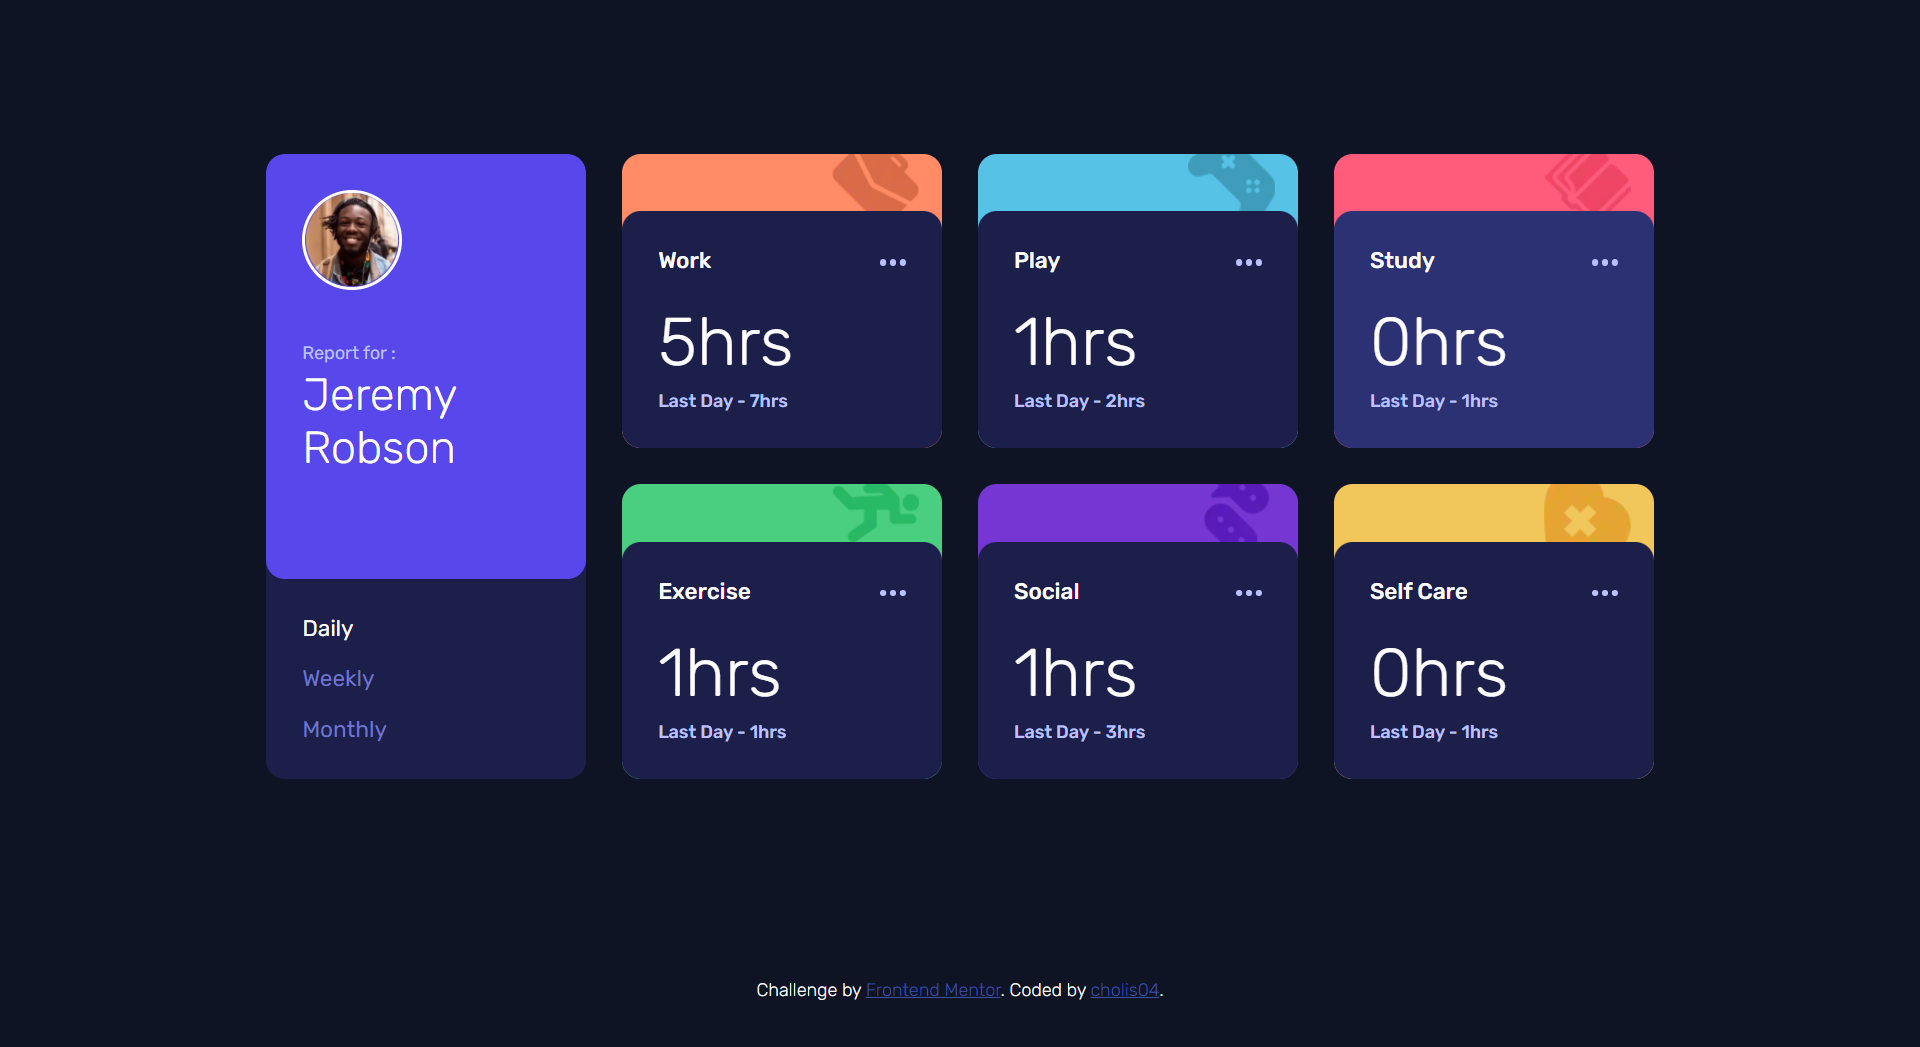 Report for :
Jeremy
Robson
Daily
Weekly
Monthly
Work
5hrs
Last Day - 7hrs
Play
1hrs
Last Day - 2hrs
Study
0hrs
Last Day - 1hrs
Exercise
1hrs
Last Day - 1hrs
Social
1hrs
Last Day - 3hrs
Self Care
0hrs
Last Day - 1hrs
Challenge by Frontend Mentor. Coded by cholis04.